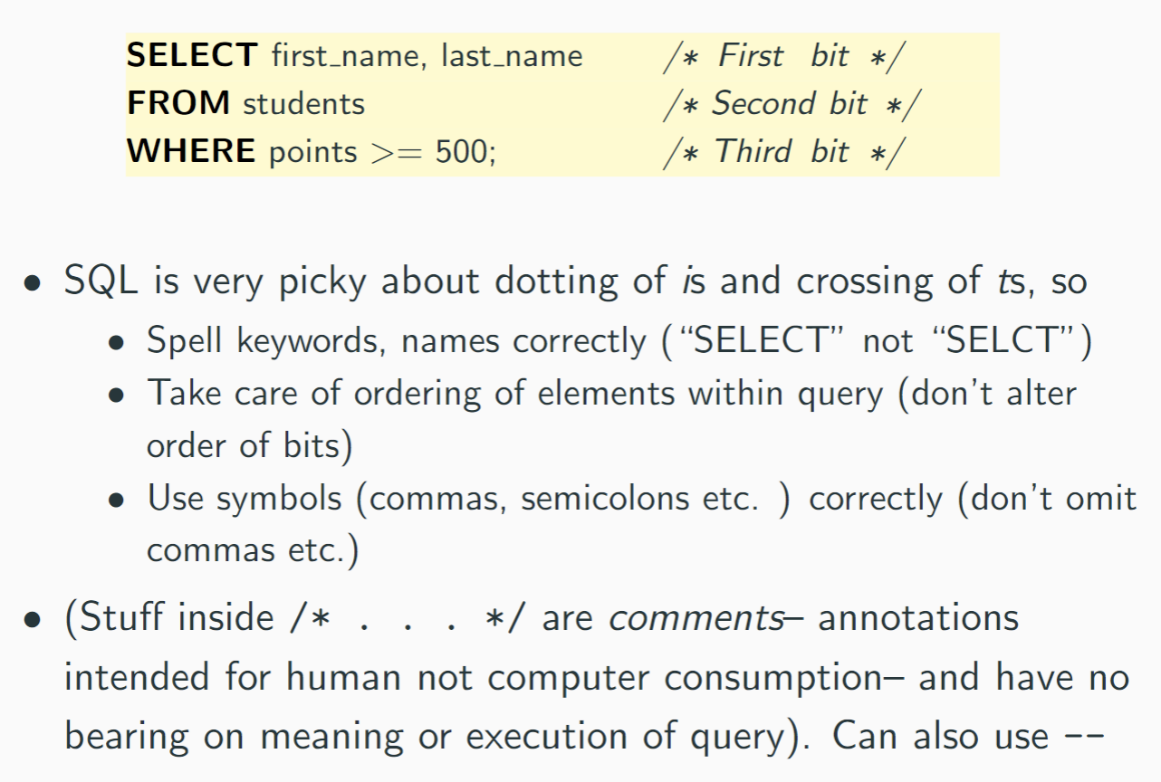 SELECT first_name, last_name /* First bit */
FROM students /* Second bit */
WHERE points >= 500; /* Third bit */
• SQL is very picky about dotting of is and crossing of ts, so
• Spell keywords, names correctly (“SELECT” not “SELCT”)
• Take care of ordering of elements within query (don't alter
order of bits)
• Use symbols (commas, semicolons etc. ) correctly (don't omit
commas etc.)
• (Stuff inside /* . . . */ are comments– annotations
intended for human not computer consumption– and have no
bearing on meaning or execution of query). Can also use --